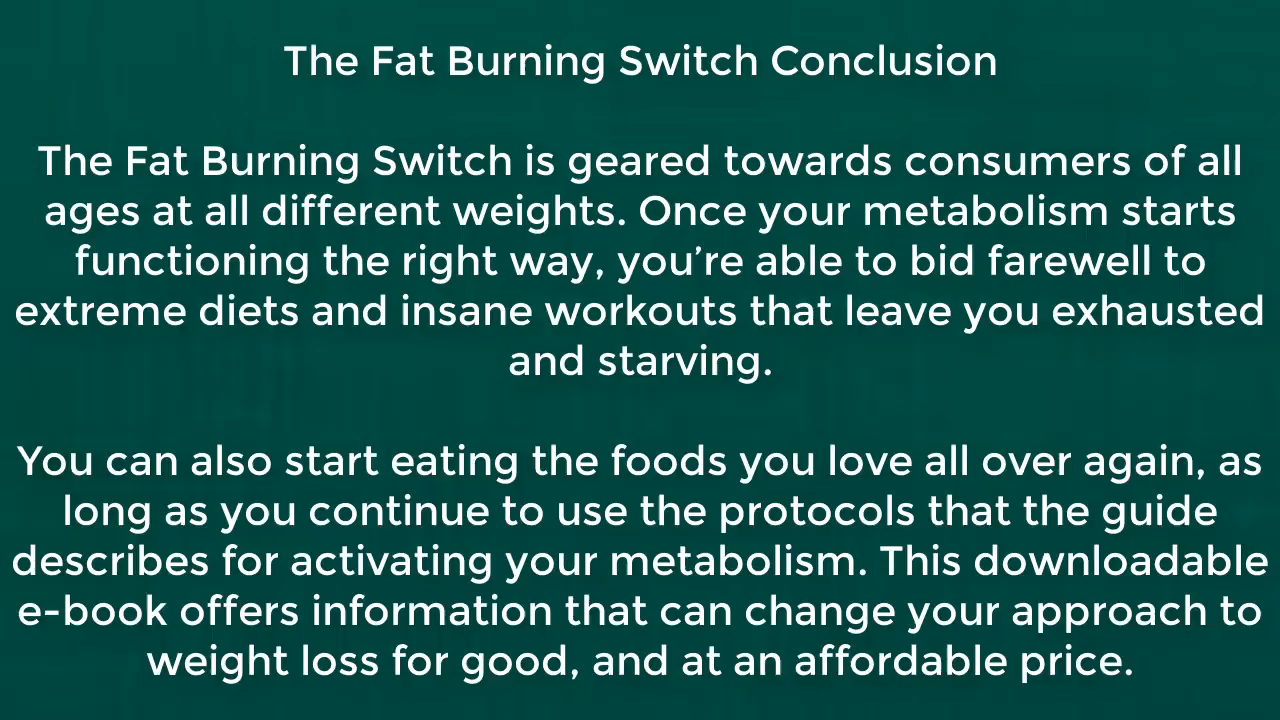 The Fat Burning Switch Conclusion
The Fat Burning Switch is geared towards consumers of all
ages at all different weights. Once your metabolism starts
functioning the right way, you’re able to bid farewell to
extreme diets and insane workouts that leave you exhausted
and starving.
You can also start eating the foods you love all over again, as
long as you continue to use the protocols that the guide
describes for activating your metabolism. This downloadable
e-book offers information that can change your approach to
weight loss for good, and at an affordable price.